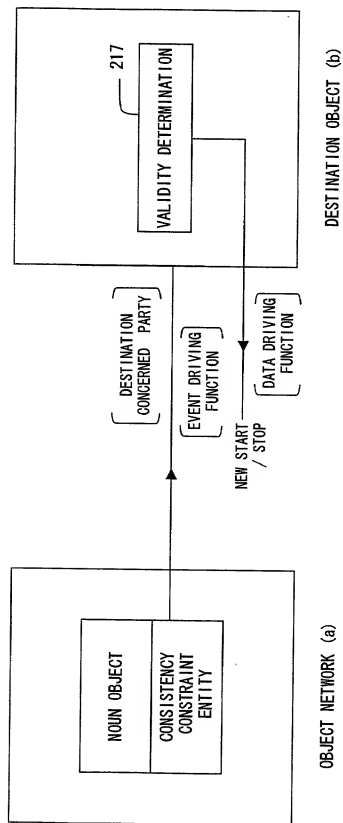 NOUN OBJECT
CONSISTENCY
CONSTRAINT
ENTITY
OBJECT NETWORK (a)
DESTINATION
CONCERNED PARTY
EVENT DRIVING
FUNCTION
NEW START
/ STOP
DATA DRIVING
FUNCTION
217
VALIDITY DETERMINATION
DESTINATION OBJECT (b)